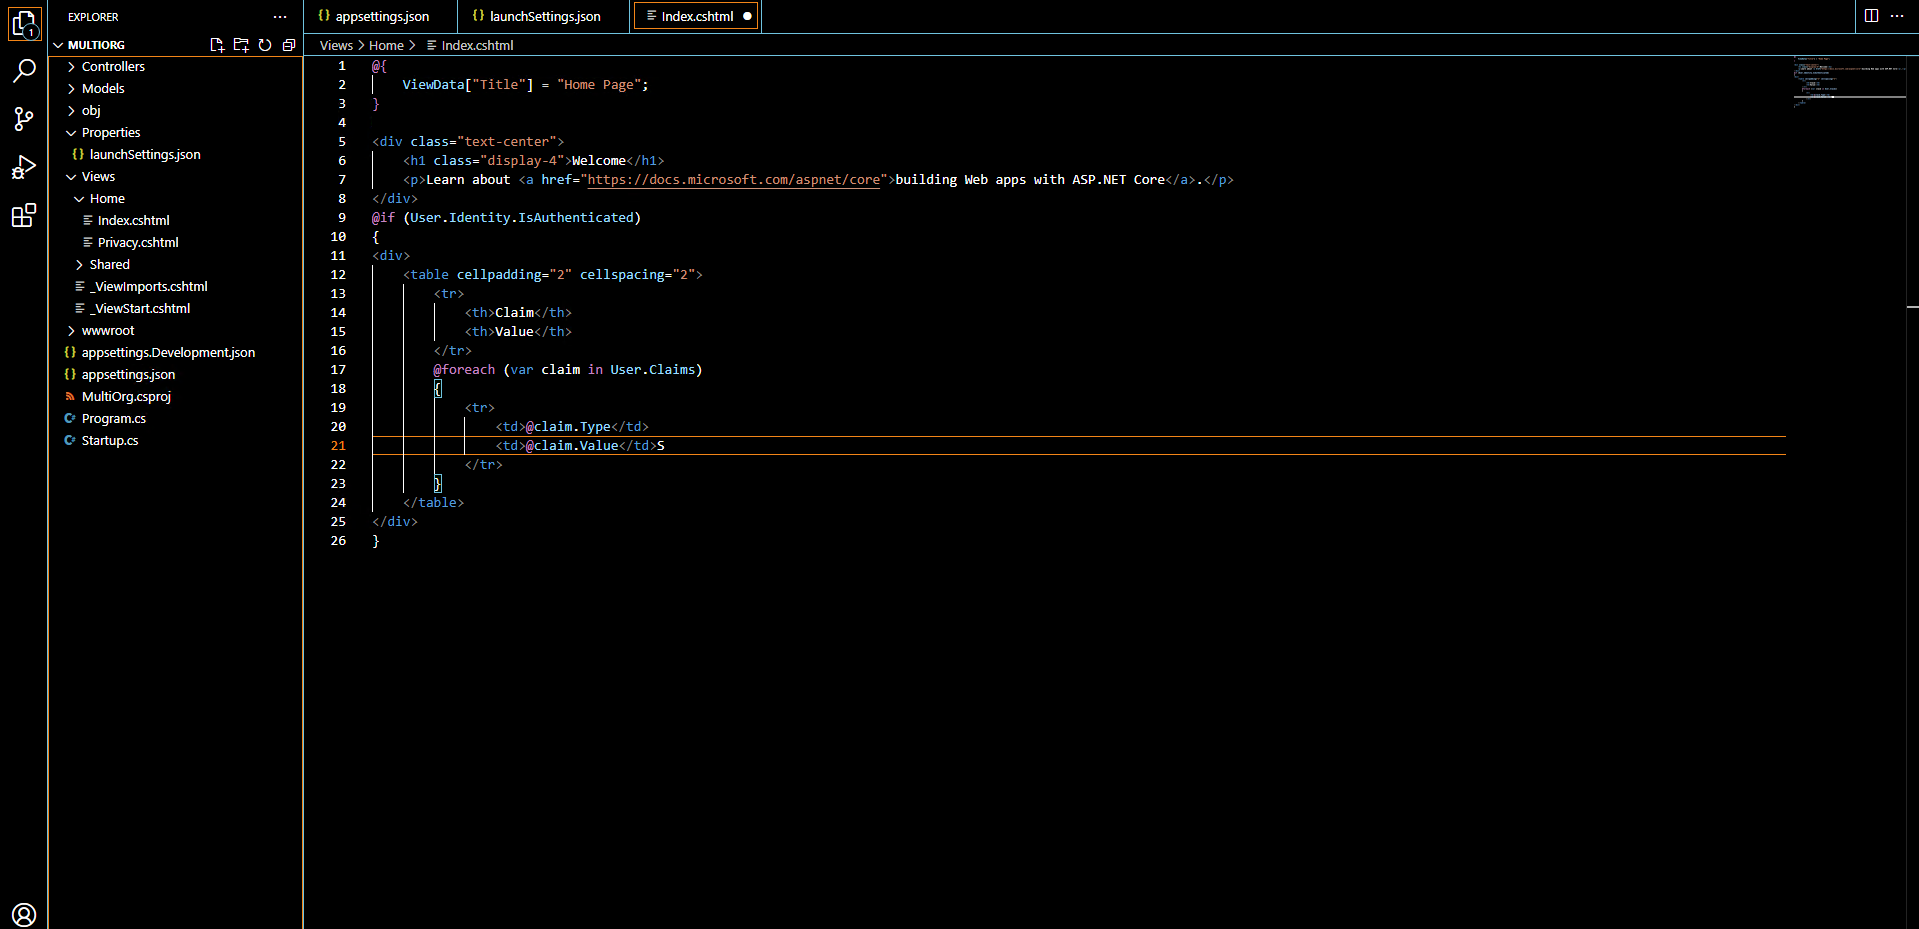 EXPLORER
MULTIORG
Controllers
Models
obj
Properties
{} launchSettings.json
Views
Home
Index.cshtml
Privacy.cshtml
Shared
_ViewImports.cshtml
_ViewStart.cshtml
wwwroot
{} appsettings.Development.json
{} appsettings.json
MultiOrg.csproj
C# Program.cs
C# Startup.cs
1
{} appsettings.json
{} launchSettings.json
Index.cshtml
Views > Home > Index.cshtml
1 @{
2 ViewData["Title"] = "Home Page";
3 }
4
5 <div class="text-center">
6 <h1 class="display-4">Welcome</h1>
7 <p>Learn about <a href="https://docs.microsoft.com/aspnet/core">building Web apps with ASP.NET Core</a>.</p>
8 </div>
9 @if (User.Identity.IsAuthenticated)
10 {
11 <div>
12 <table cellpadding="2" cellspacing="2">
13 <tr>
14 <th>Claim</th>
15 <th>Value</th>
16 </tr>
17 @foreach (var claim in User.Claims)
18 {
19 <tr>
20 <td>@claim.Type</td>
21 <td>@claim.Value</td>S
22 </tr>
23 }
24 </table>
25 </div>
26 }